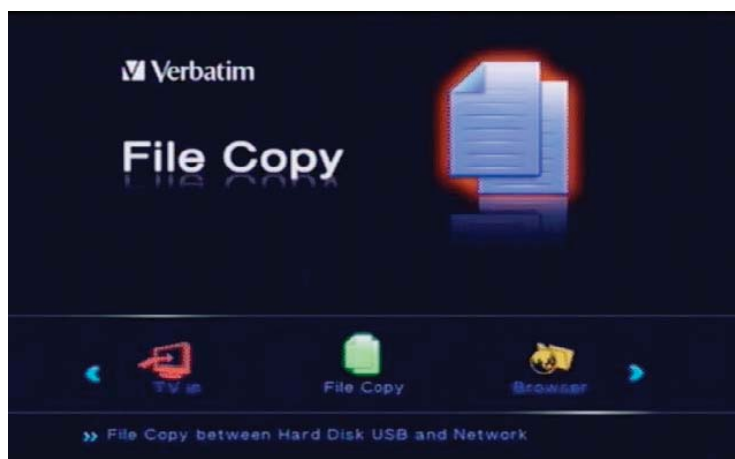 Verbatim
File Copy
TV in
File Copy
Browser
File Copy between Hard Disk USB and Network